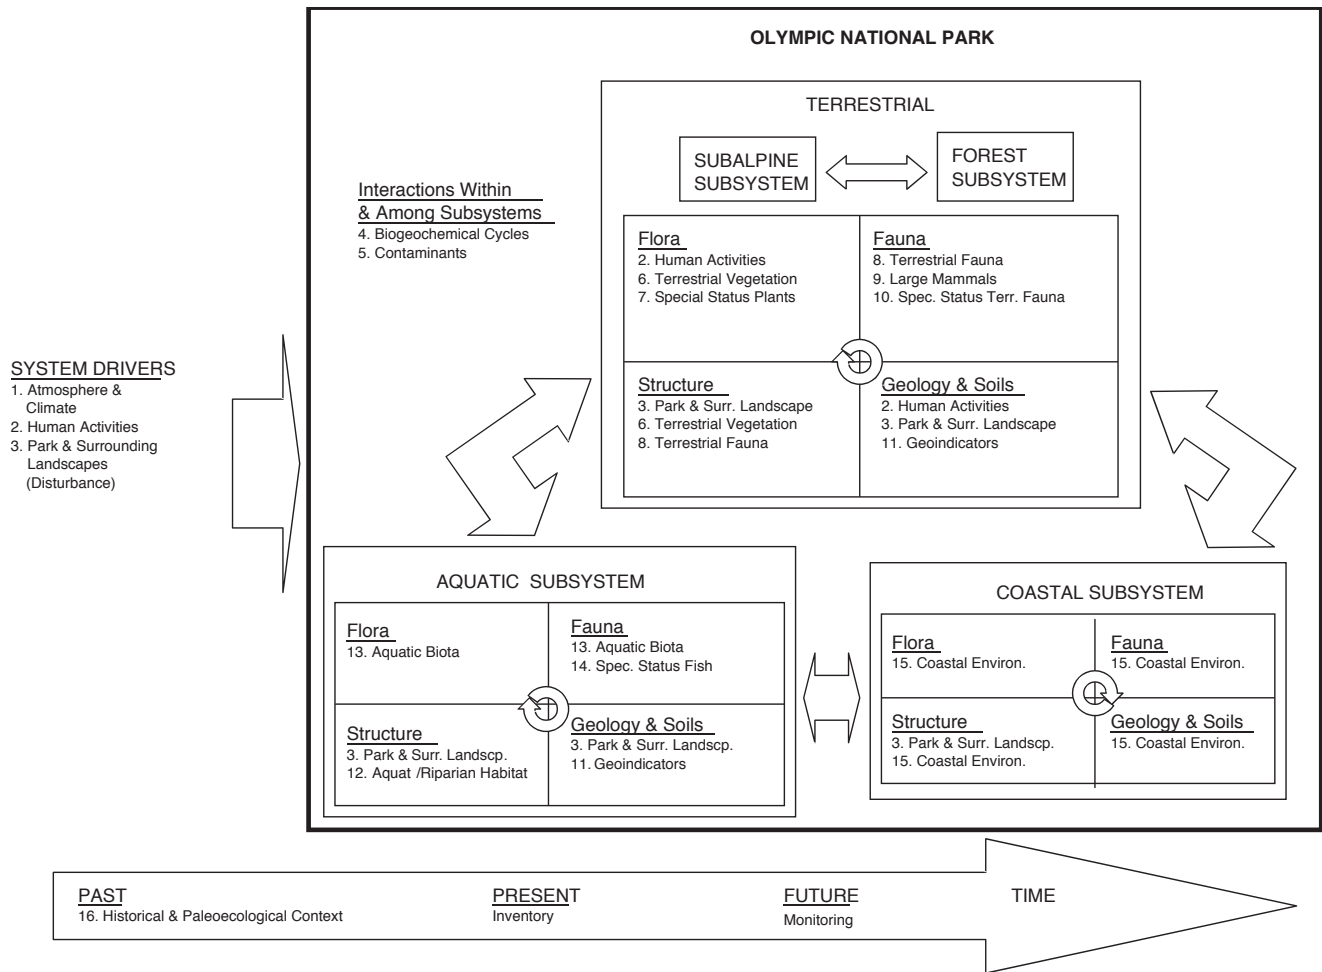 OLYMPIC NATIONAL PARK
TERRESTRIAL
SUBALPINE
SUBSYSTEM
FOREST
SUBSYSTEM
Interactions Within
& Among Subsystems
4. Biogeochemical Cycles
5. Contaminants
Flora
2. Human Activities
6. Terrestrial Vegetation
7. Special Status Plants
Fauna
8. Terrestrial Fauna
9. Large Mammals
10. Spec. Status Terr. Fauna
Structure
3. Park & Surr. Landscape
6. Terrestrial Vegetation
8. Terrestrial Fauna
Geology & Soils
2. Human Activities
3. Park & Surr. Landscape
11. Geoindicators
SYSTEM DRIVERS
1. Atmosphere &
Climate
2. Human Activities
3. Park & Surrounding
Landscapes
(Disturbance)
AQUATIC SUBSYSTEM
Flora
13. Aquatic Biota
Fauna
13. Aquatic Biota
14. Spec. Status Fish
Structure
3. Park & Surr. Landscp.
12. Aquat /Riparian Habitat
Geology & Soils
3. Park & Surr. Landscp.
11. Geoindicators
COASTAL SUBSYSTEM
Flora
15. Coastal Environ.
Fauna
15. Coastal Environ.
Structure
3. Park & Surr. Landscp.
15. Coastal Environ.
Geology & Soils
15. Coastal Environ.
PAST
16. Historical & Paleoecological Context
PRESENT
Inventory
FUTURE
Monitoring
TIME